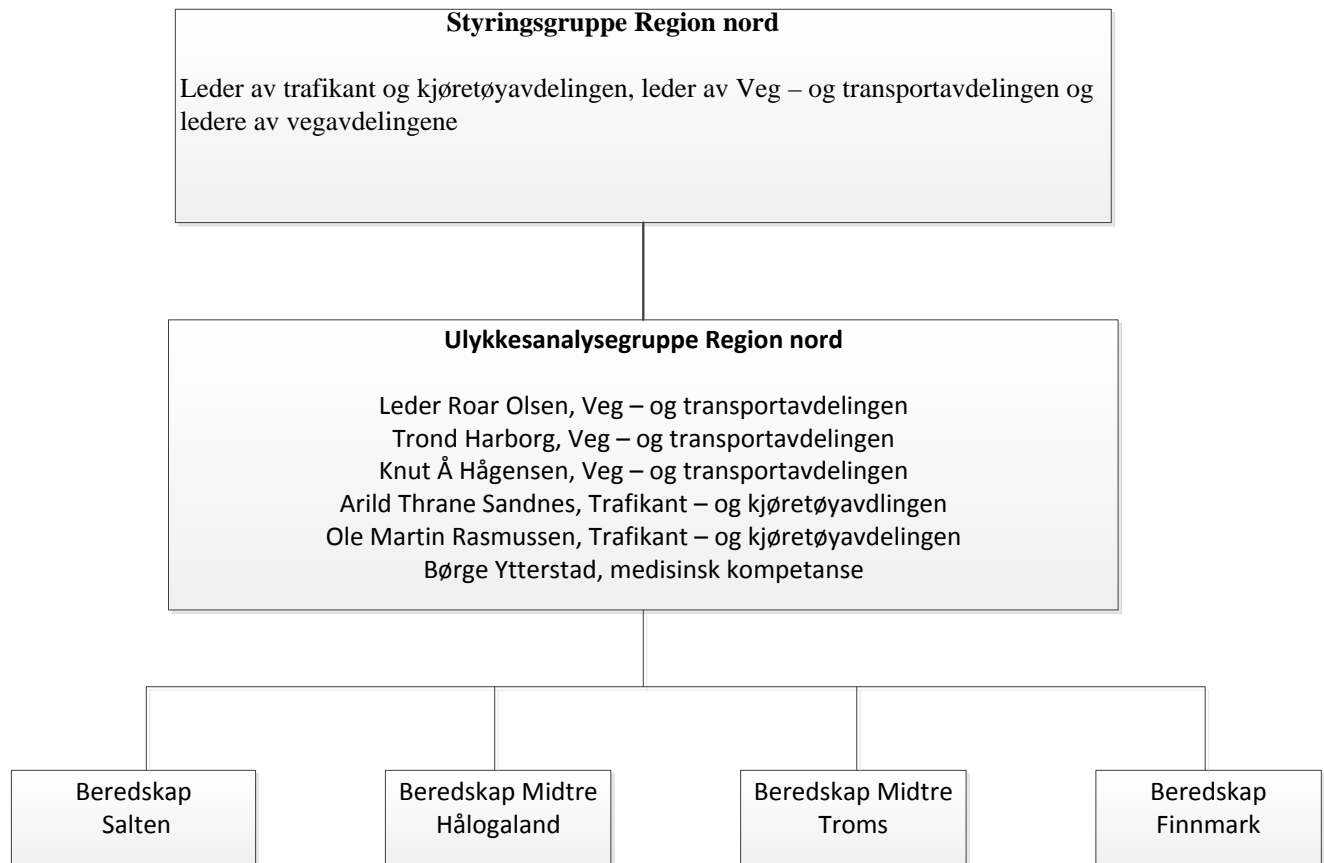 Styringsgruppe Region nord
Leder av trafikant og kjøretøyavdelingen, leder av Veg – og transportavdelingen og
ledere av vegavdelingene
Ulykkesanalysegruppe Region nord
Leder Roar Olsen, Veg – og transportavdelingen
Trond Harborg, Veg – og transportavdelingen
Knut Å Hågensen, Veg – og transportavdelingen
Arild Thrane Sandnes, Trafikant – og kjøretøyavdlingen
Ole Martin Rasmussen, Trafikant – og kjøretøyavdelingen
Børge Ytterstad, medisinsk kompetanse
Beredskap
Salten
Beredskap Midtre
Hålogaland
Beredskap Midtre
Troms
Beredskap
Finnmark